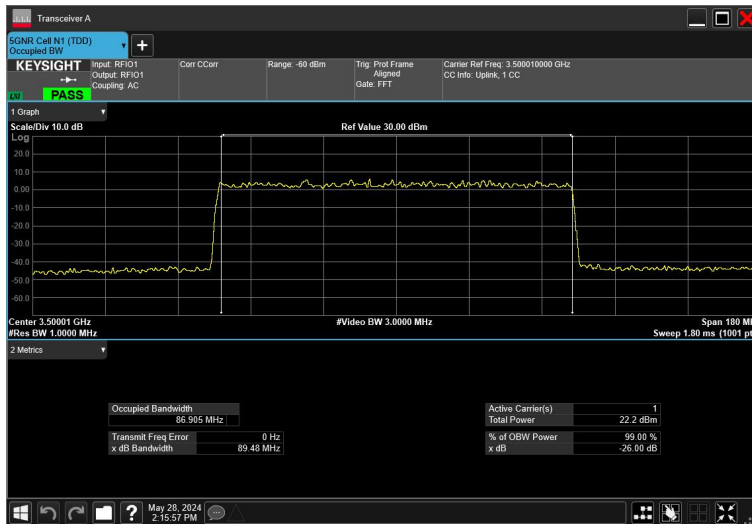 Transceiver A
5GNR Cell N1 (TDD)
Occupied BW
KEYSIGHT
LXI
PASS
Input: RFIO1
Output: RFIO1
Coupling: AC
Corr CCorr
Range: -60 dBm
Trig: Prot Frame
Aligned
Gate: FFT
Carrier Ref Freq: 3.500010000 GHz
CC Info: Uplink, 1 CC
1 Graph
Scale/Div 10.0 dB
Ref Value 30.00 dBm
Log
20.0
10.0
0.00
-10.0
-20.0
-30.0
-40.0
-50.0
-60.0
Center 3.50001 GHz
#Video BW 3.0000 MHz
Span 180 M
#Res BW 1.0000 MHz
Sweep 1.80 ms (1001 pt
2 Metrics
Occupied Bandwidth
86.905 MHz
Transmit Freq Error 0 Hz
x dB Bandwidth 89.48 MHz
Active Carrier(s) 1
Total Power 22.2 dBm
% of OBW Power 99.00 %
x dB -26.00 dB
?
May 28, 2024
2:15:57 PM